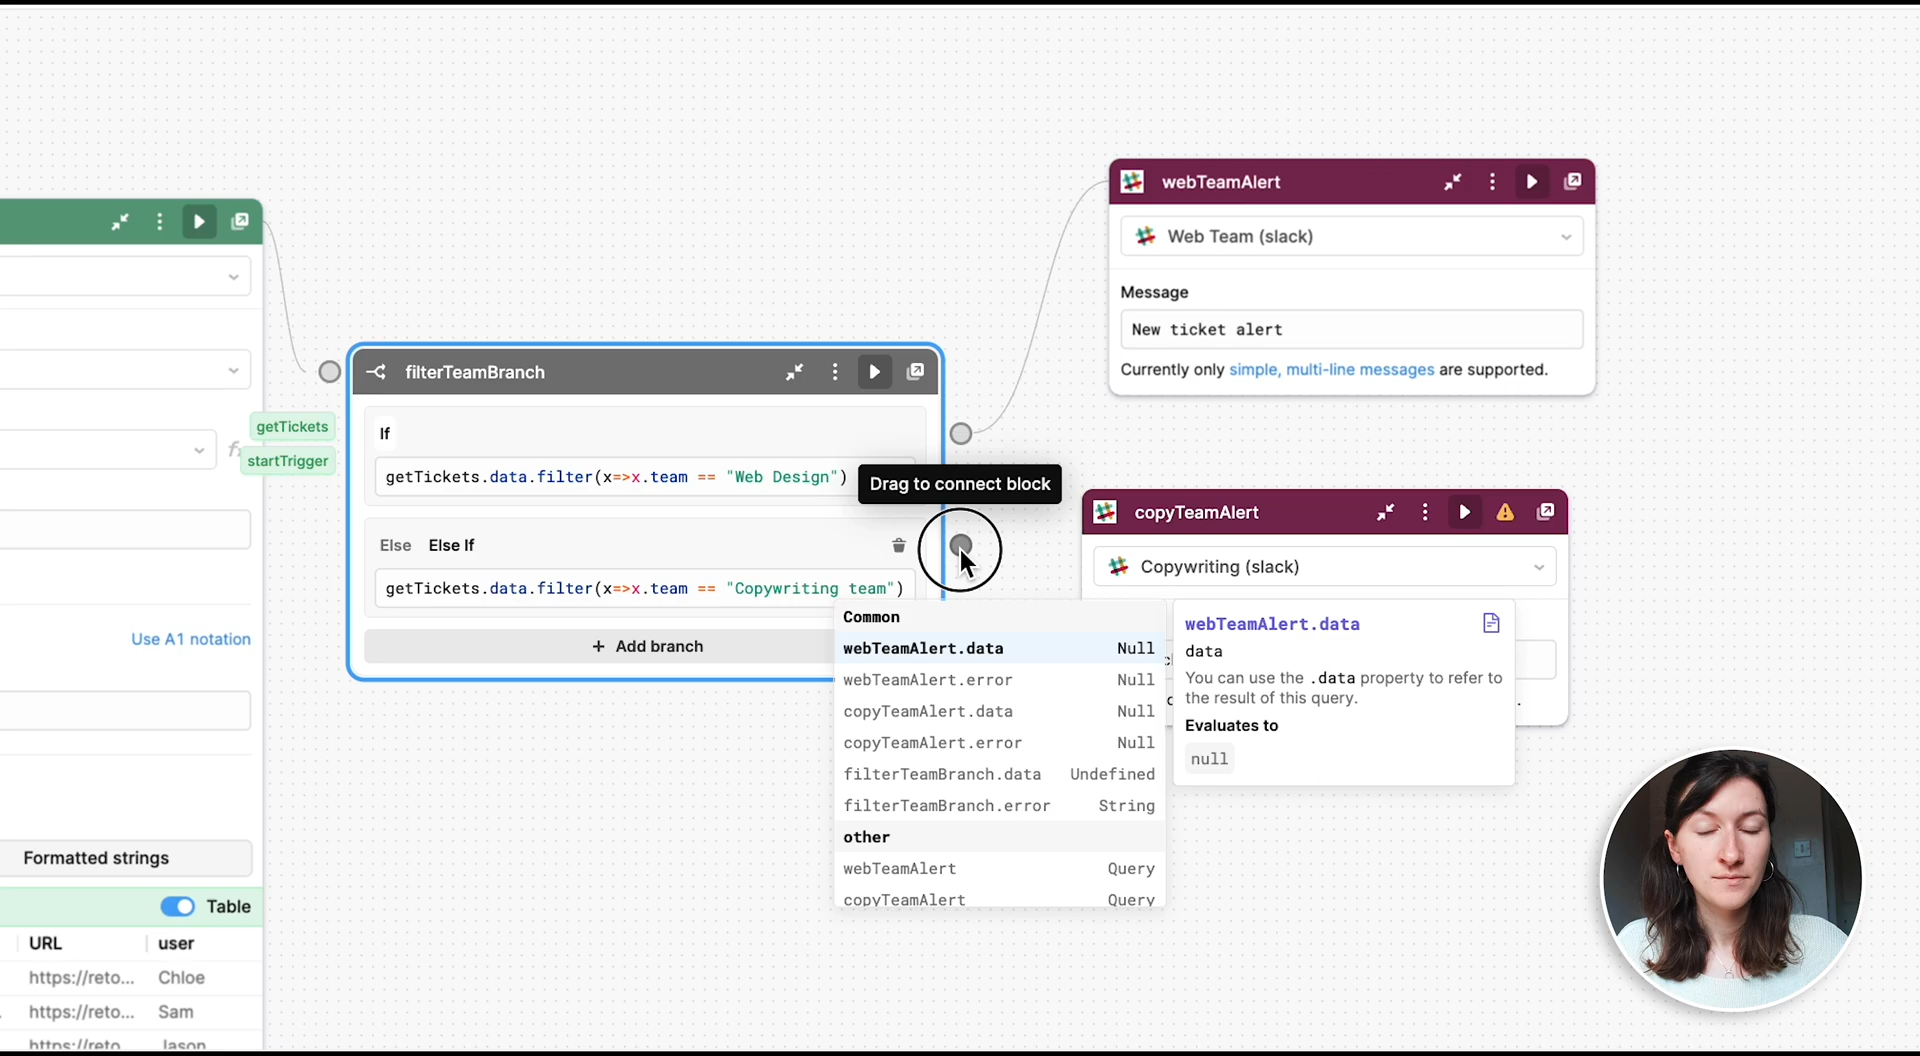 webTeamAlert
Web Team (slack)
Message
New ticket alert
Currently only simple, multi-line messages are supported.
filterTeamBranch
getTickets
startTrigger
If
getTickets.data.filter(x=>x.team == "Web Design")
Drag to connect block
Else Else If
getTickets.data.filter(x=>x.team == "Copywriting team")
+ Add branch
copyTeamAlert
Copywriting (slack)
Common
webTeamAlert.data Null
webTeamAlert.error Null
copyTeamAlert.data Null
copyTeamAlert.error Null
filterTeamBranch.data Undefined
filterTeamBranch.error String
other
webTeamAlert Query
copyTeamAlert Query
webTeamAlert.data
data
You can use the .data property to refer to
the result of this query.
Evaluates to
null
Use A1 notation
Formatted strings
Table
URL user
https://reto... Chloe
https://reto... Sam
https://reto... Jason